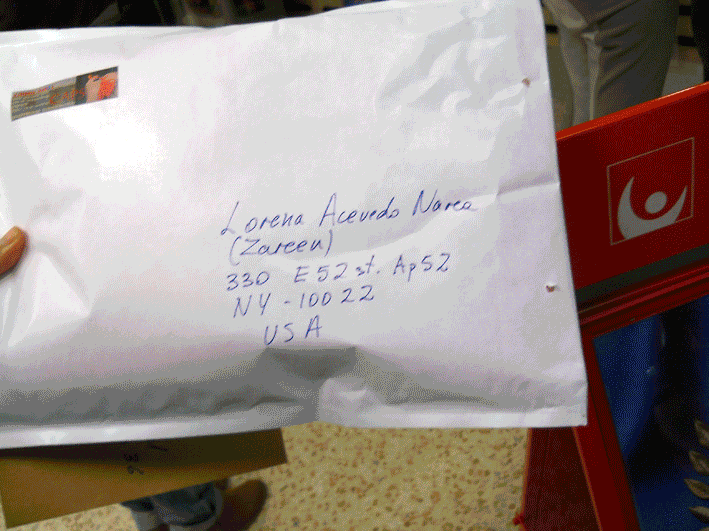 Lorena Acevedo Narea
(Zareen)
330 E 52 st. Ap 52
NY - 10022
USA